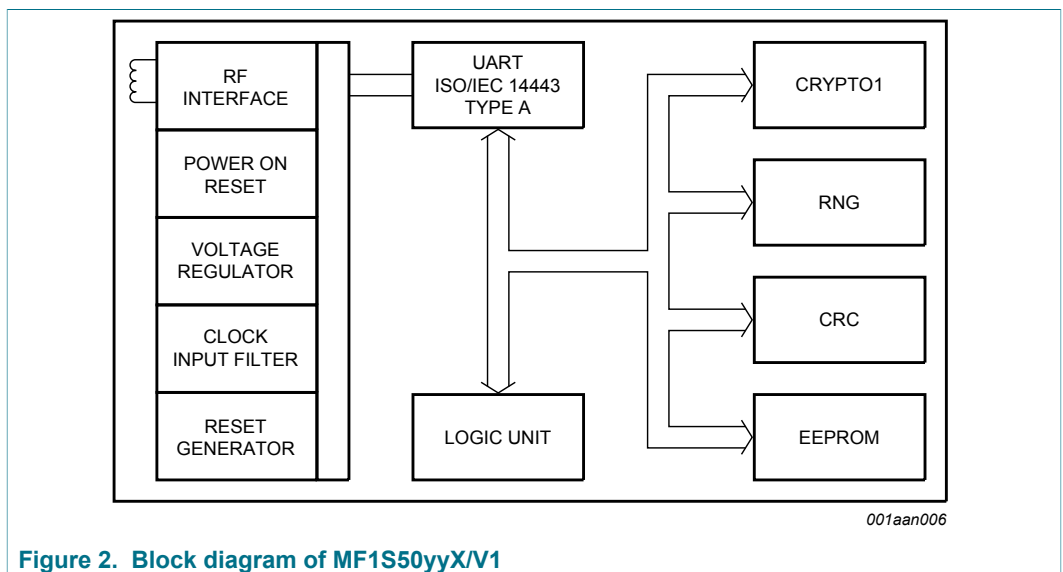 RF
INTERFACE
POWER ON
RESET
VOLTAGE
REGULATOR
CLOCK
INPUT FILTER
RESET
GENERATOR
UART
ISO/IEC 14443
TYPE A
LOGIC UNIT
CRYPTO1
RNG
CRC
EEPROM
001aan006
Figure 2. Block diagram of MF1S50yyX/V1